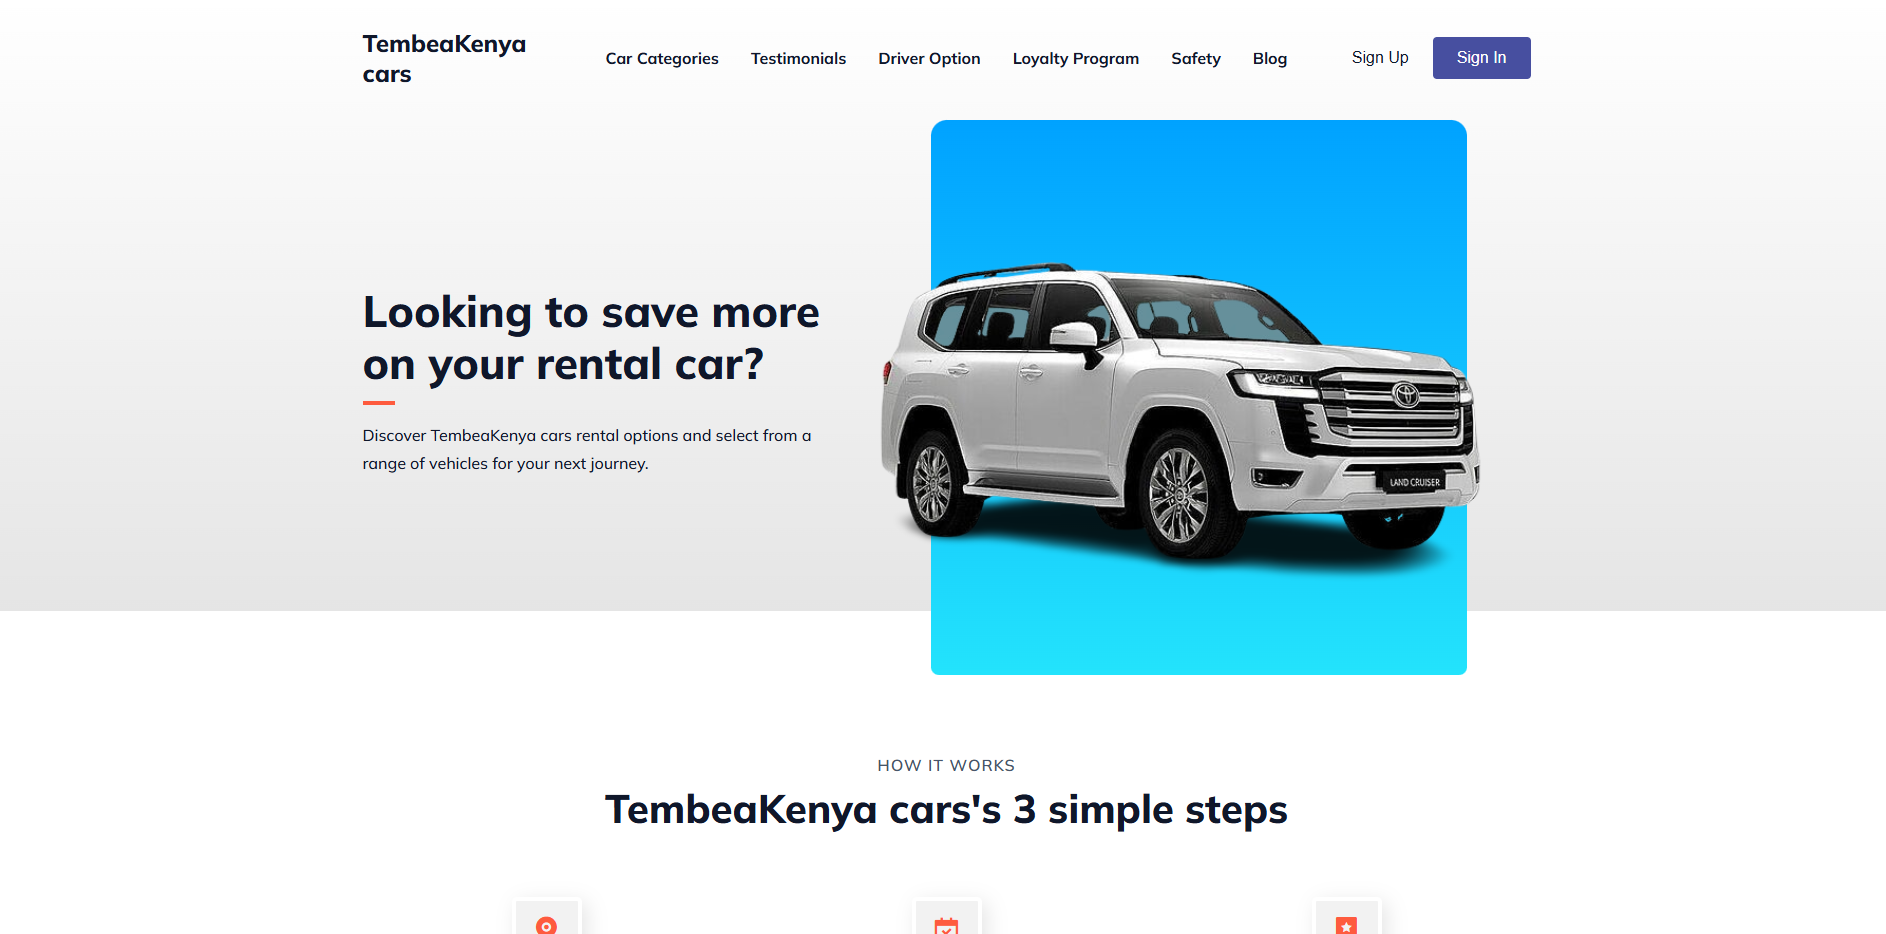 TembeaKenya
cars
Car Categories Testimonials Driver Option Loyalty Program Safety Blog Sign Up Sign In
Looking to save more
on your rental car?
Discover TembeaKenya cars rental options and select from a
range of vehicles for your next journey.
LAND CRUISER
HOW IT WORKS
TembeaKenya cars's 3 simple steps